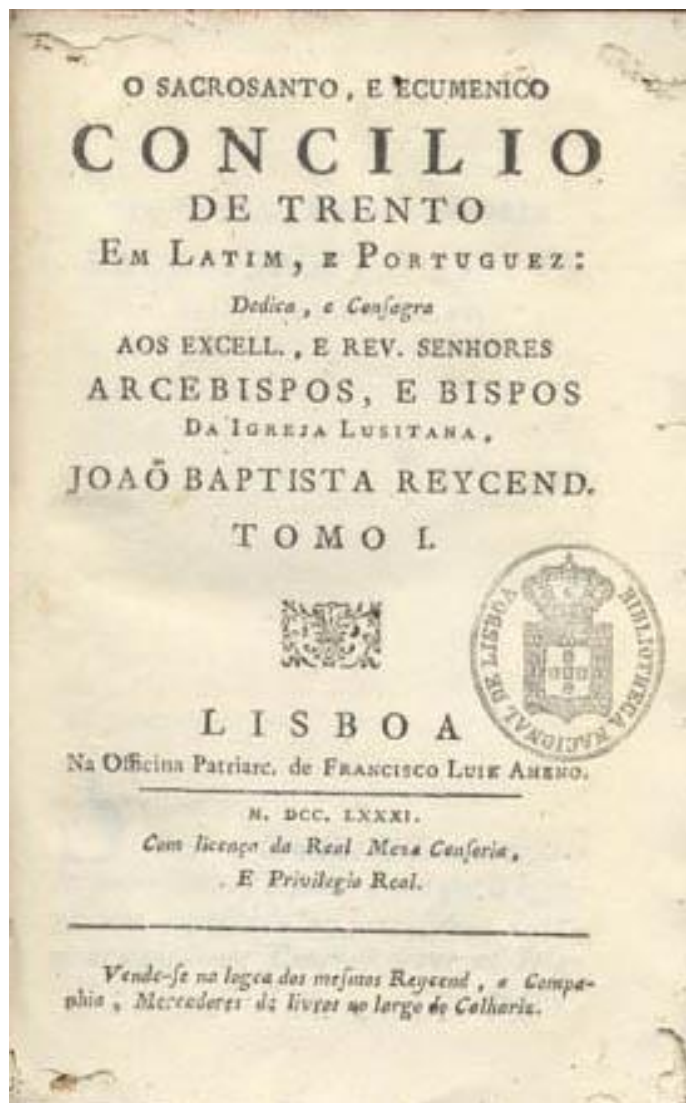 O SACROSANTO, E ECUMENICO
CONCILIO
DE TRENTO
EM LATIM, E PORTUGUEZ:
Dedica, e Conſagra
AOS EXCELL., E REV. SENHORES
ARCEBISPOS, E BISPOS
DA IGREJA LUSITANA,
JOAÕ BAPTISTA REYCEND.
TOMO I.
BIBLIOTHECA NACIONAL DE LISBOA
LISBOA
Na Officina Patriarc. de FRANCISCO LUIZ AMENO.
M. DCC. LXXXI.
Com licença da Real Meza Cenſoria,
E Privilegio Real.
Vende-ſe na logea dos meſmos Reycend, e Compa-
nhia, Mercadores de livros no largo do Calhariz.